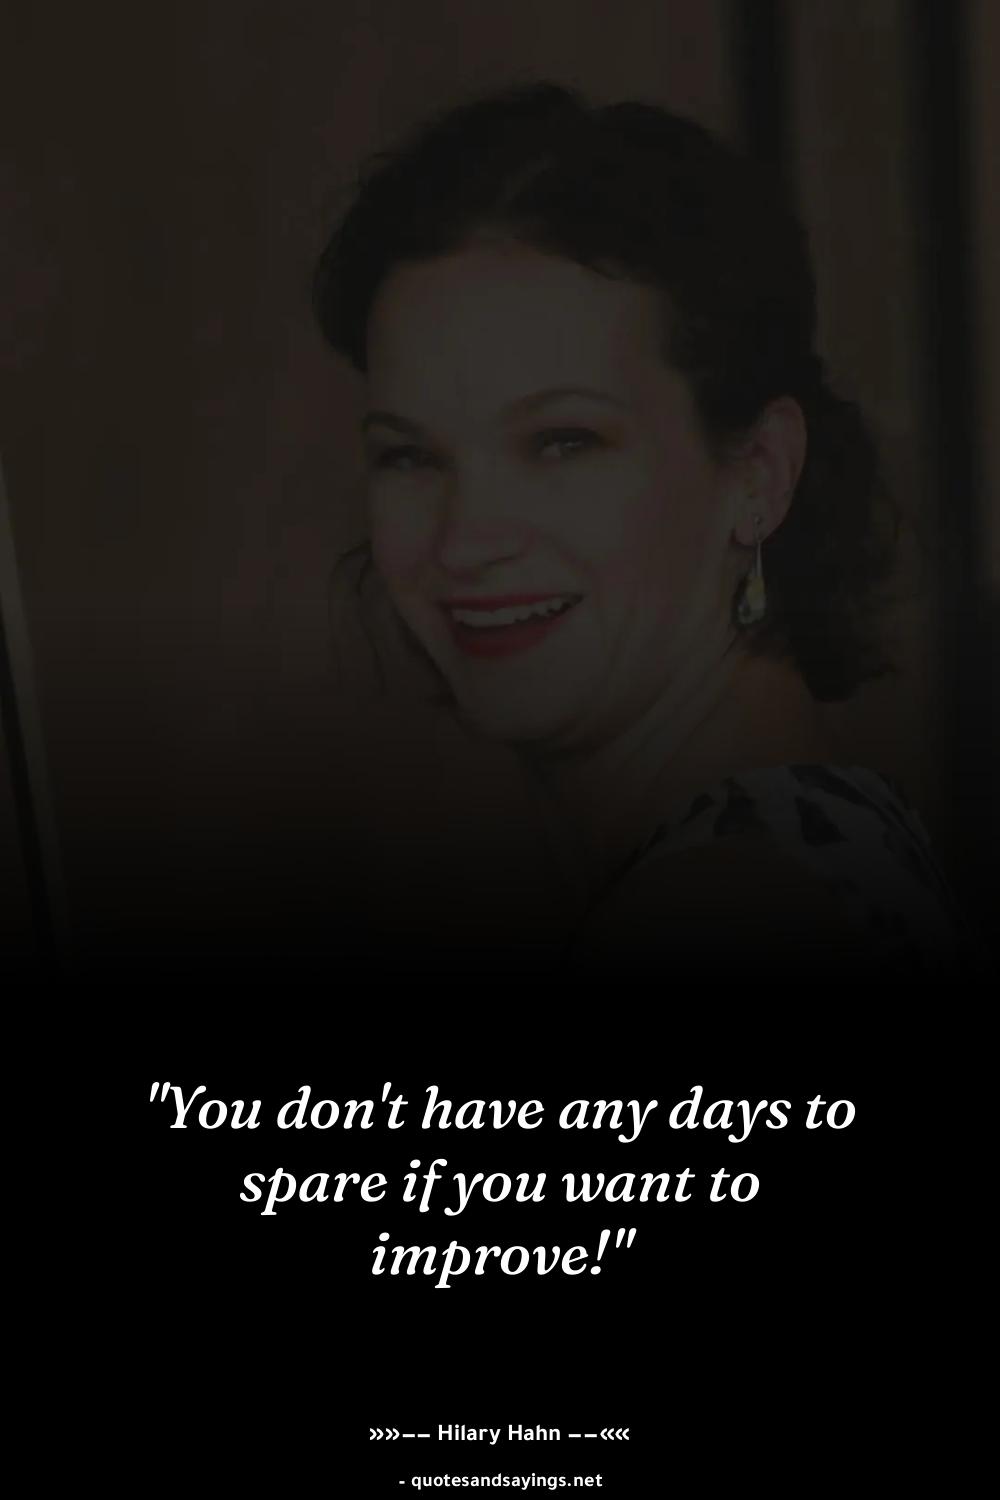 "You don't have any days to
spare if you want to
improve!"
»»–– Hilary Hahn ––««
- quotesandsayings.net